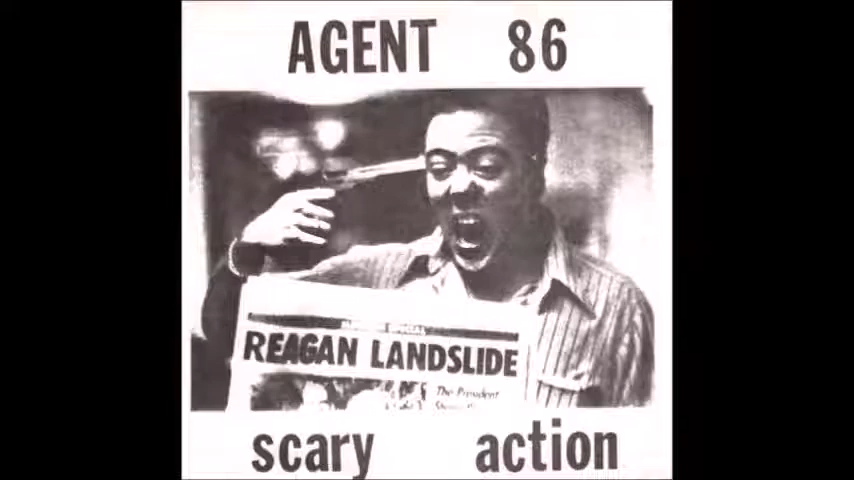 AGENT 86
REAGAN LANDSLIDE
The President
scary action